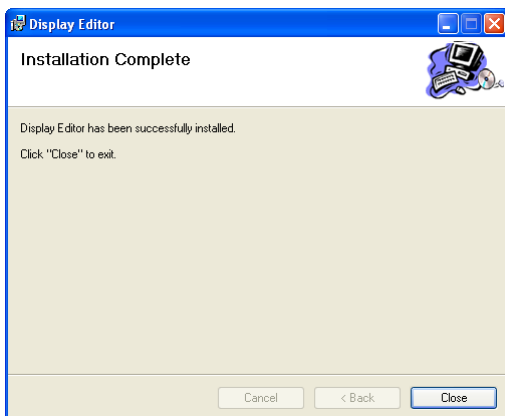 Display Editor
Installation Complete
Display Editor has been successfully installed.
Click "Close" to exit.
Cancel
< Back
Close